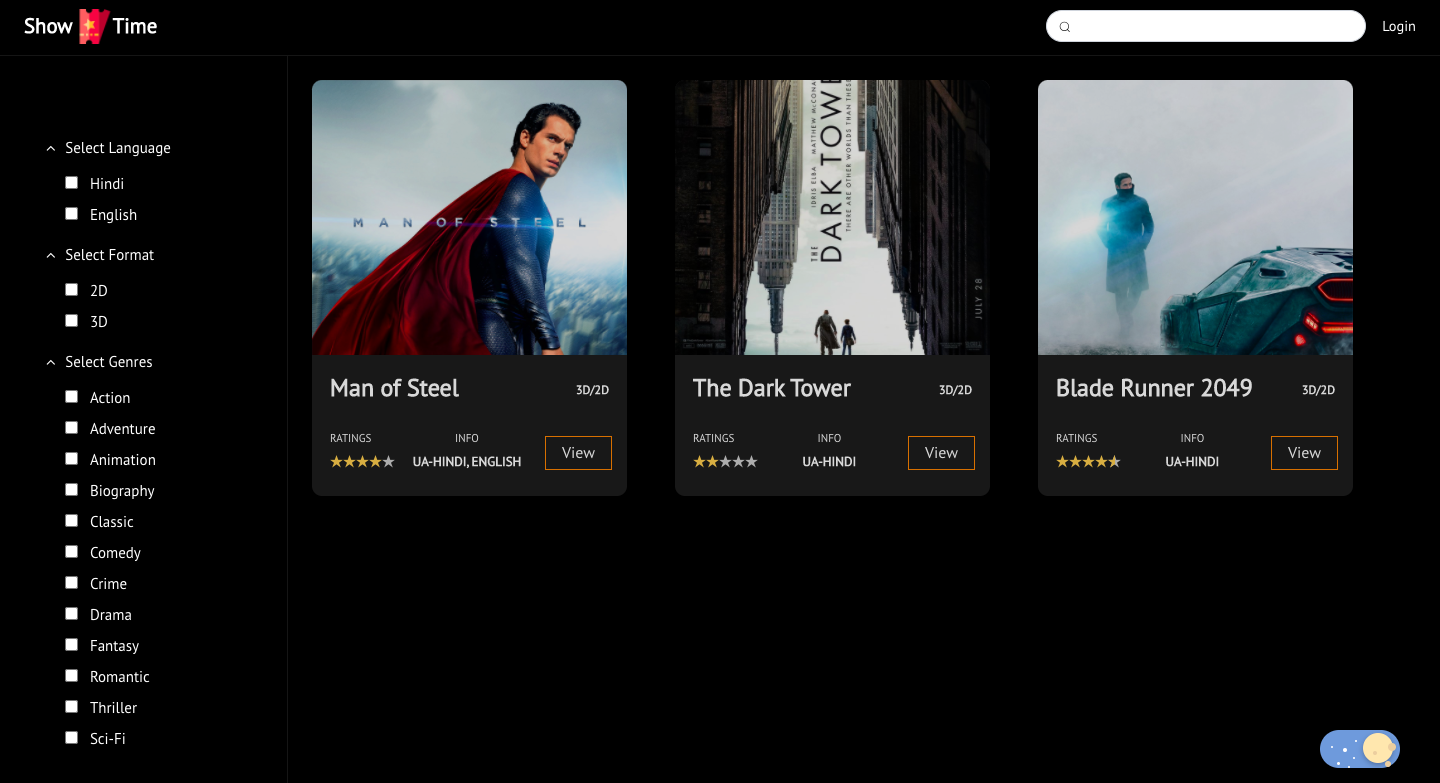 Show Time
Login
Select Language
Hindi
English
Select Format
2D
3D
Select Genres
Action
Adventure
Animation
Biography
Classic
Comedy
Crime
Drama
Fantasy
Romantic
Thriller
Sci-Fi
MAN OF STEEL
Man of Steel
3D/2D
RATINGS
INFO
UA-HINDI, ENGLISH
View
IDRIS ELBA MATTHEW MCCONA
THE
DARK TOWE
THERE ARE OTHER WORLDS THAN THES
JULY 28
The Dark Tower
3D/2D
RATINGS
INFO
UA-HINDI
View
Blade Runner 2049
3D/2D
RATINGS
INFO
UA-HINDI
View